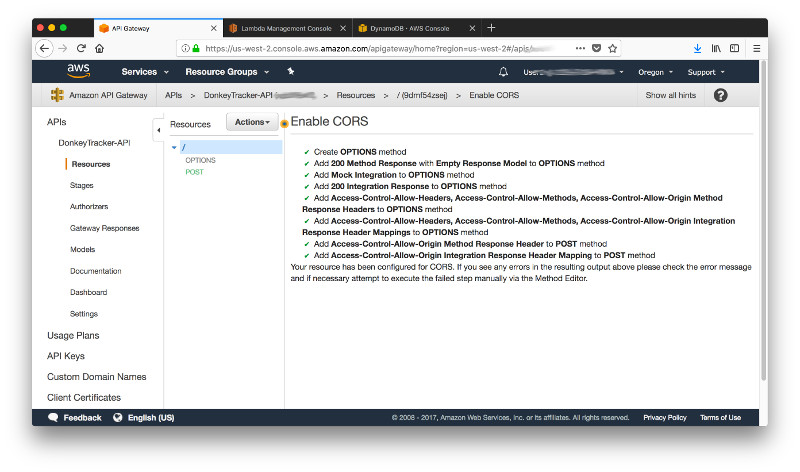 API Gateway
Lambda Management Console
DynamoDB · AWS Console
https://us-west-2.console.aws.amazon.com/apigateway/home?region=us-west-2#/apis/
aws Services Resource Groups Oregon Support
Amazon API Gateway APIs > DonkeyTracker-API > Resources > / (9dmf54zsej) > Enable CORS Show all hints ?
APIs
DonkeyTracker-API
Resources
Stages
Authorizers
Gateway Responses
Models
Documentation
Dashboard
Settings
Usage Plans
API Keys
Custom Domain Names
Client Certificates
Resources Actions
/
OPTIONS
POST
Enable CORS
✔ Create OPTIONS method
✔ Add 200 Method Response with Empty Response Model to OPTIONS method
✔ Add Mock Integration to OPTIONS method
✔ Add 200 Integration Response to OPTIONS method
✔ Add Access-Control-Allow-Headers, Access-Control-Allow-Methods, Access-Control-Allow-Origin Method
Response Headers to OPTIONS method
✔ Add Access-Control-Allow-Headers, Access-Control-Allow-Methods, Access-Control-Allow-Origin Integration
Response Header Mappings to OPTIONS method
✔ Add Access-Control-Allow-Origin Method Response Header to POST method
✔ Add Access-Control-Allow-Origin Integration Response Header Mapping to POST method
Your resource has been configured for CORS. If you see any errors in the resulting output above please check the error message
and if necessary attempt to execute the failed step manually via the Method Editor.
Feedback English (US) © 2008 - 2017, Amazon Web Services, Inc. or its affiliates. All rights reserved. Privacy Policy Terms of Use